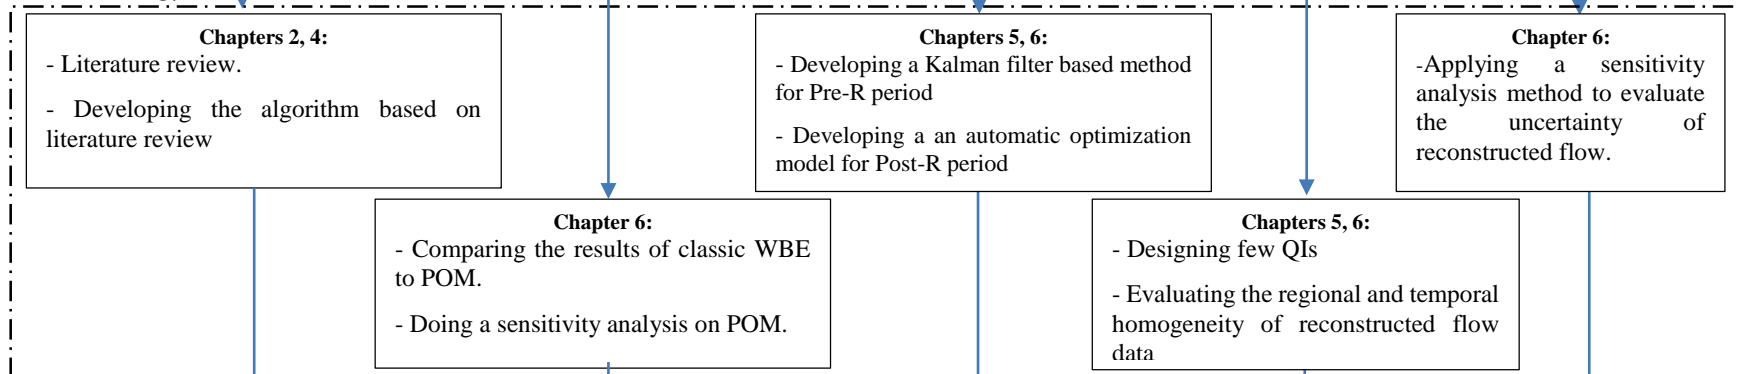 Chapters 2, 4:
- Literature review.
- Developing the algorithm based on
literature review
Chapters 5, 6:
- Developing a Kalman filter based method
for Pre-R period
- Developing a an automatic optimization
model for Post-R period
Chapter 6:
-Applying a sensitivity
analysis method to evaluate
the uncertainty of
reconstructed flow.
Chapter 6:
- Comparing the results of classic WBE
to POM.
- Doing a sensitivity analysis on POM.
Chapters 5, 6:
- Designing few QIs
- Evaluating the regional and temporal
homogeneity of reconstructed flow
data